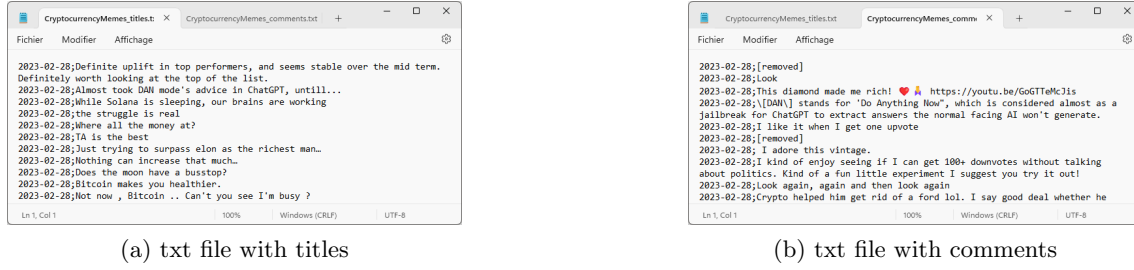 CryptocurrencyMemes_titles.t
CryptocurrencyMemes_comments.txt
Fichier Modifier Affichage
2023-02-28;Definite uplift in top performers, and seems stable over the mid term.
Definitely worth looking at the top of the list.
2023-02-28;Almost took DAN mode's advice in ChatGPT, untill...
2023-02-28;While Solana is sleeping, our brains are working
2023-02-28;the struggle is real
2023-02-28;Where all the money at?
2023-02-28;TA is the best
2023-02-28;Just trying to surpass elon as the richest man…
2023-02-28;Nothing can increase that much…
2023-02-28;Does the moon have a busstop?
2023-02-28;Bitcoin makes you healthier.
2023-02-28;Not now , Bitcoin .. Can't you see I'm busy ?
Ln 1, Col 1 100% Windows (CRLF) UTF-8
(a) txt file with titles
CryptocurrencyMemes_titles.txt
CryptocurrencyMemes_comm
Fichier Modifier Affichage
2023-02-28;[removed]
2023-02-28;Look
2023-02-28;This diamond made me rich! ❤️ https://youtu.be/GoGTTeMcJis
2023-02-28;\[DAN\] stands for 'Do Anything Now", which is considered almost as a
jailbreak for ChatGPT to extract answers the normal facing AI won't generate.
2023-02-28;I like it when I get one upvote
2023-02-28;[removed]
2023-02-28; I adore this vintage.
2023-02-28;I kind of enjoy seeing if I can get 100+ downvotes without talking
about politics. Kind of a fun little experiment I suggest you try it out!
2023-02-28;Look again, again and then look again
2023-02-28;Crypto helped him get rid of a ford lol. I say good deal whether he
Ln 1, Col 1 100% Windows (CRLF) UTF-8
(b) txt file with comments